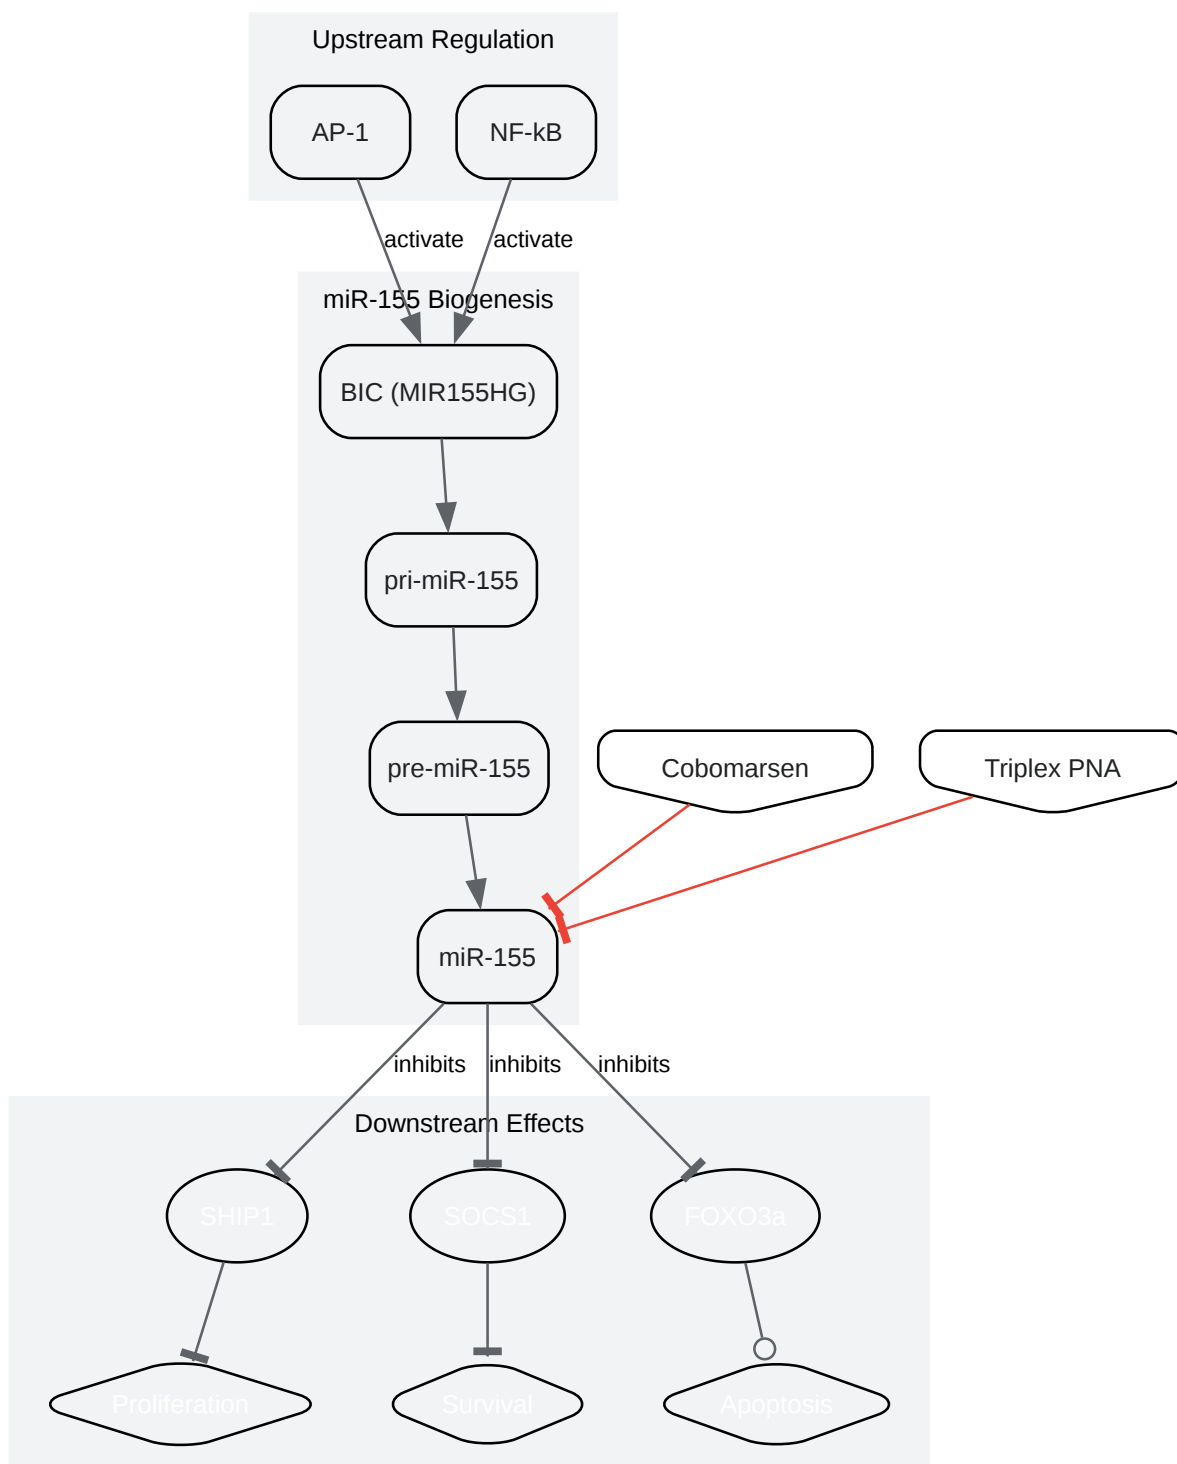 Upstream Regulation
AP-1
NF-kB
activate
activate
miR-155 Biogenesis
BIC (MIR155HG)
pri-miR-155
pre-miR-155
Cobomarsen
Triplex PNA
miR-155
inhibits
inhibits
inhibits
Downstream Effects
SHIP1
SOCS1
FOXO3a
Proliferation
Survival
Apoptosis